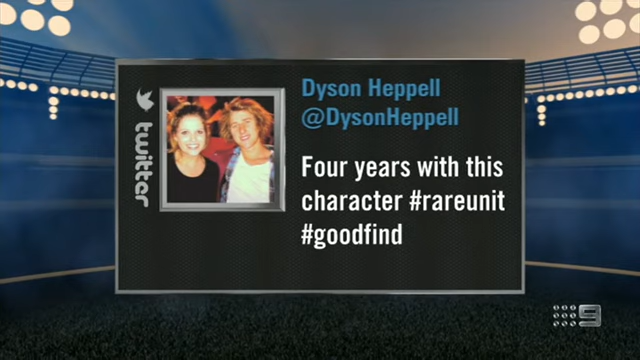 twitter
Dyson Heppell
@DysonHeppell
Four years with this
character #rareunit
#goodfind
9